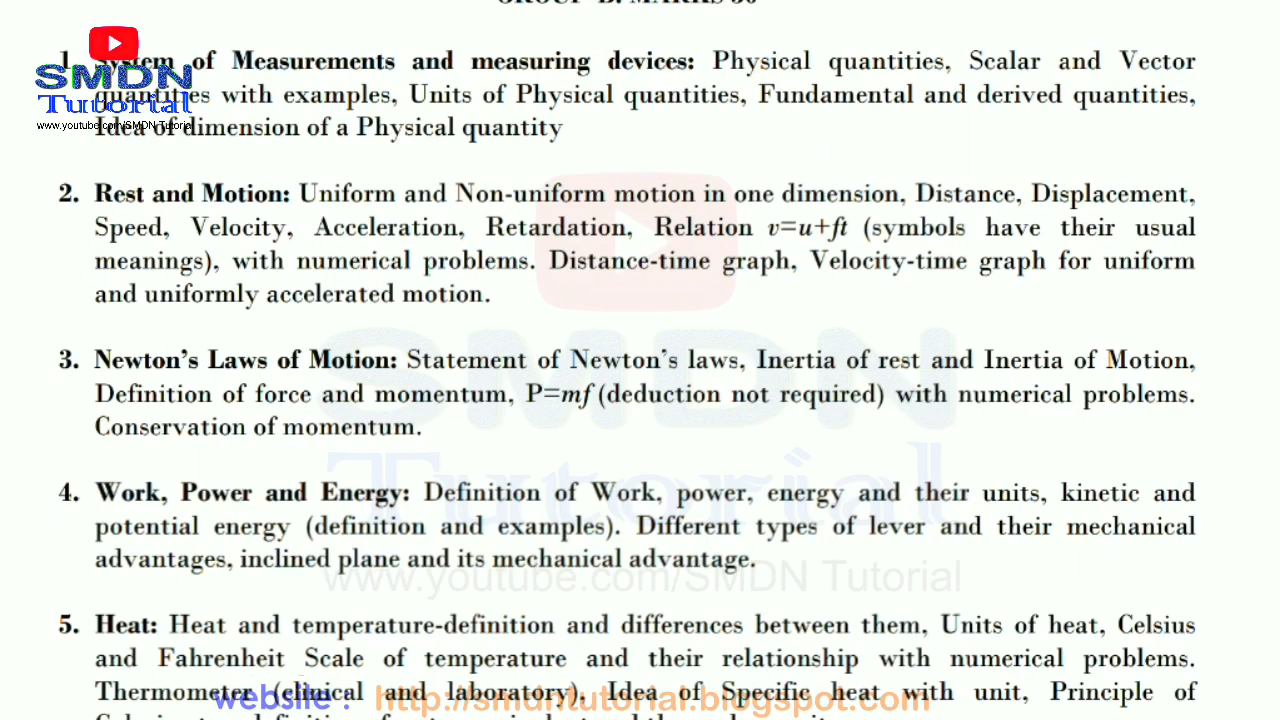 GROUP-B: MARKS 30
1. System of Measurements and measuring devices: Physical quantities, Scalar and Vector
quantities with examples, Units of Physical quantities, Fundamental and derived quantities,
Idea of dimension of a Physical quantity
SMDN
Tutorial
www.youtube.com/SMDN Tutorial
2. Rest and Motion: Uniform and Non-uniform motion in one dimension, Distance, Displacement,
Speed, Velocity, Acceleration, Retardation, Relation v=u+ft (symbols have their usual
meanings), with numerical problems. Distance-time graph, Velocity-time graph for uniform
and uniformly accelerated motion.
3. Newton's Laws of Motion: Statement of Newton's laws, Inertia of rest and Inertia of Motion,
Definition of force and momentum, P=mf (deduction not required) with numerical problems.
Conservation of momentum.
SMDN
Tutorial
www.youtube.com/SMDN Tutorial
4. Work, Power and Energy: Definition of Work, power, energy and their units, kinetic and
potential energy (definition and examples). Different types of lever and their mechanical
advantages, inclined plane and its mechanical advantage.
5. Heat: Heat and temperature-definition and differences between them, Units of heat, Celsius
and Fahrenheit Scale of temperature and their relationship with numerical problems.
Thermometer (clinical and laboratory), Idea of Specific heat with unit, Principle of
website : http://smdntutorial.blogspot.com